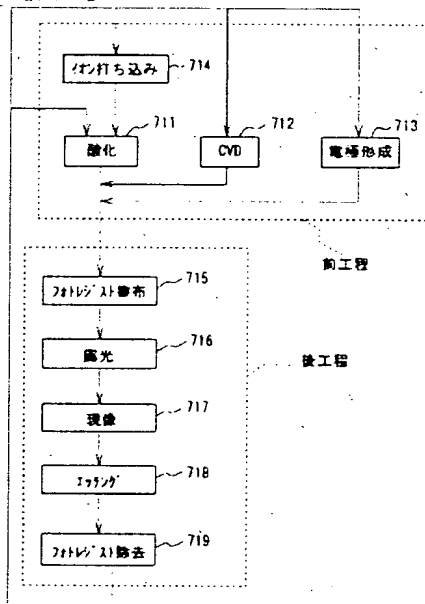 イオン打ち込み
714
711
712
713
酸化
CVD
電極形成
前工程
フォトレジスト塗布
715
露光
716
後工程
現像
717
エッチング
718
フォトレジスト除去
719